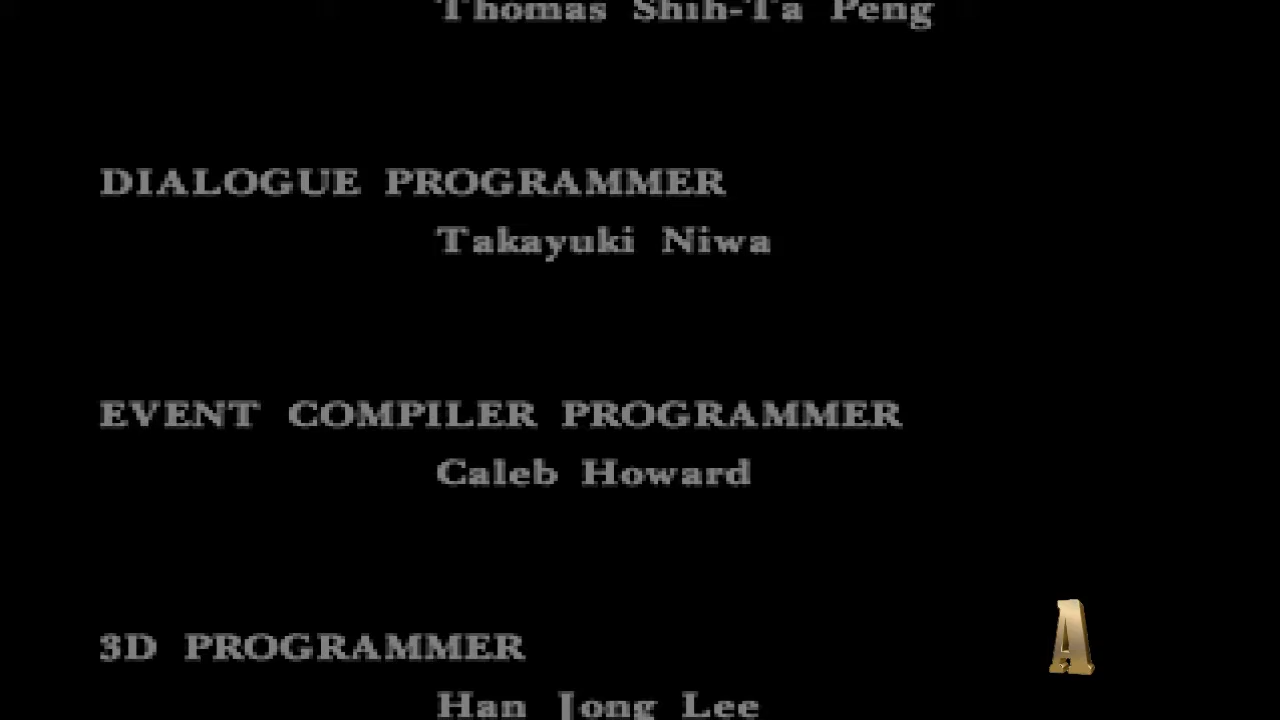 Thomas Shih-Ta Peng
DIALOGUE PROGRAMMER
Takayuki Niwa
EVENT COMPILER PROGRAMMER
Caleb Howard
3D PROGRAMMER
A
Han Jong Lee